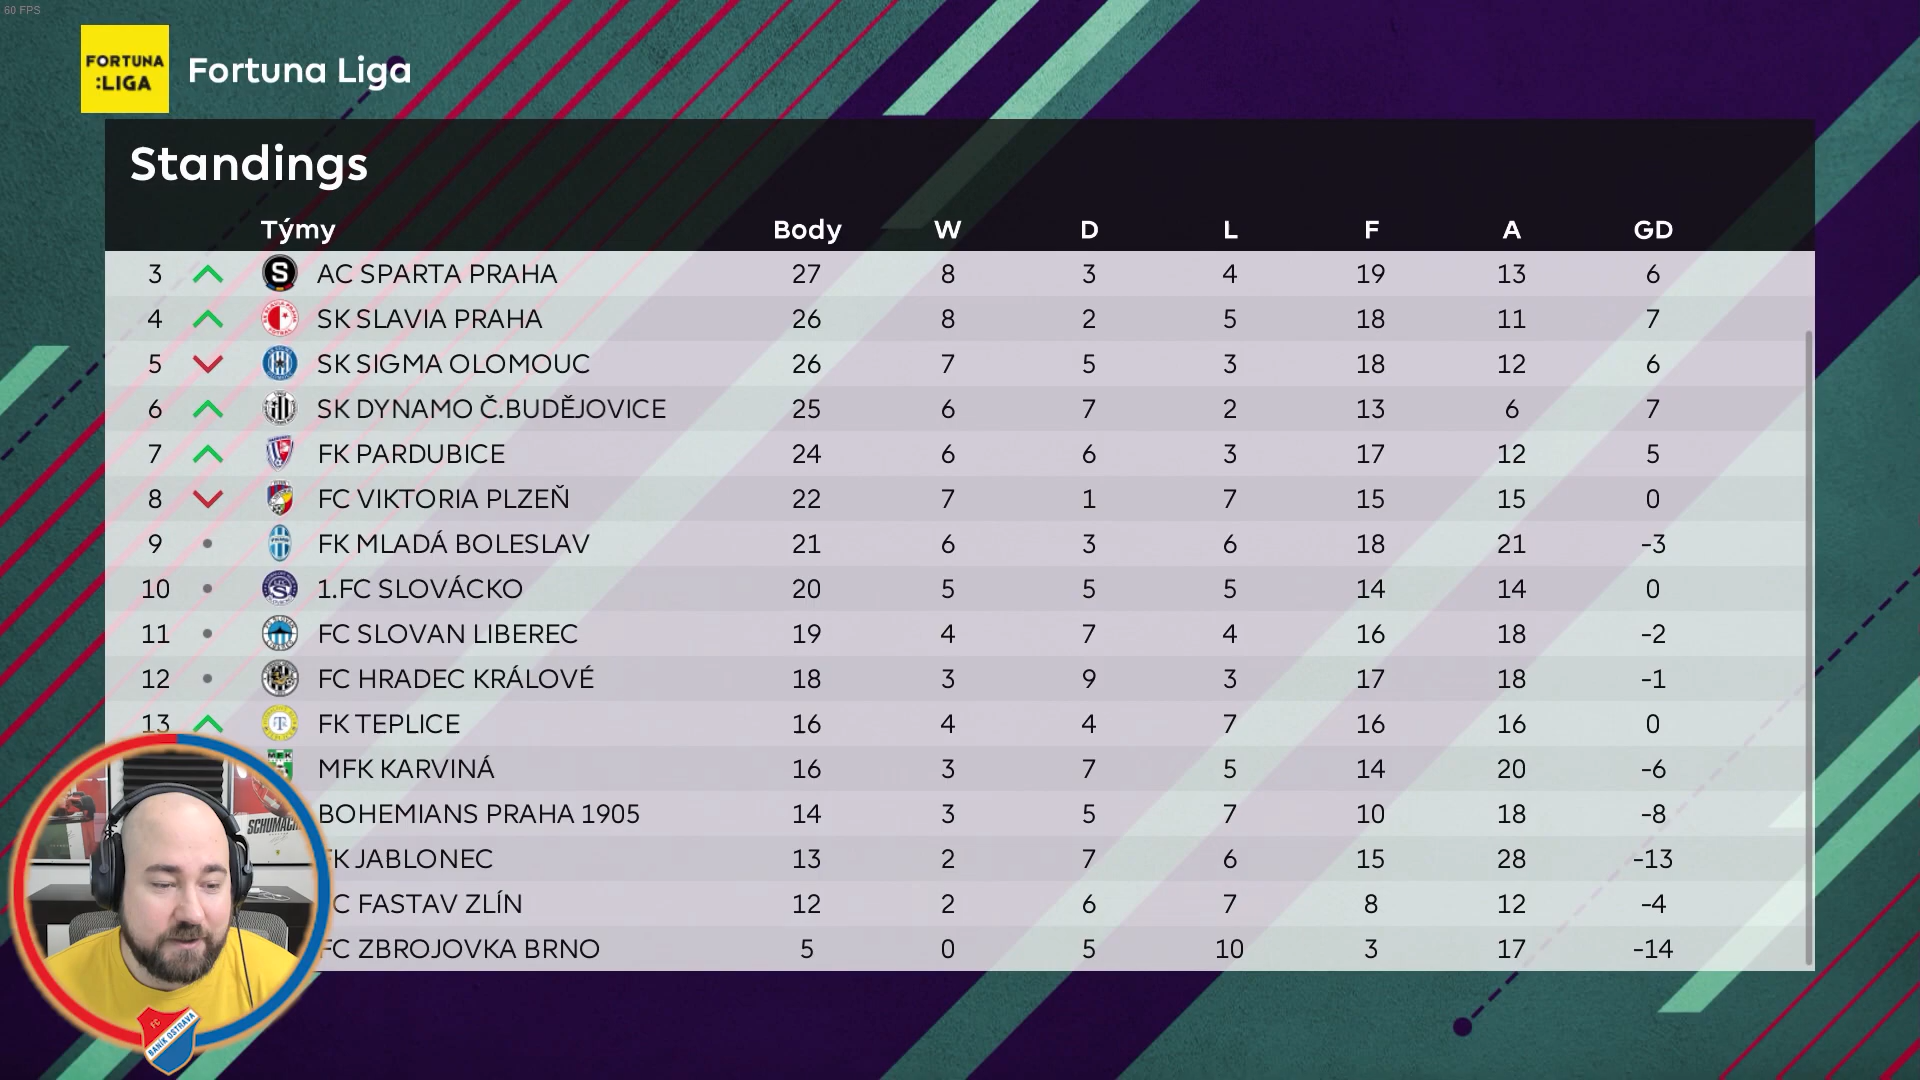 60 FPS
FORTUNA
:LIGA
Fortuna Liga
Standings
Týmy Body W D L F A GD
3 AC SPARTA PRAHA 27 8 3 4 19 13 6
4 SK SLAVIA PRAHA 26 8 2 5 18 11 7
5 SK SIGMA OLOMOUC 26 7 5 3 18 12 6
6 SK DYNAMO Č.BUDĚJOVICE 25 6 7 2 13 6 7
7 FK PARDUBICE 24 6 6 3 17 12 5
8 FC VIKTORIA PLZEŇ 22 7 1 7 15 15 0
9 FK MLADÁ BOLESLAV 21 6 3 6 18 21 -3
10 1.FC SLOVÁCKO 20 5 5 5 14 14 0
11 FC SLOVAN LIBEREC 19 4 7 4 16 18 -2
12 FC HRADEC KRÁLOVÉ 18 3 9 3 17 18 -1
13 FK TEPLICE 16 4 4 7 16 16 0
MFK KARVINÁ 16 3 7 5 14 20 -6
BOHEMIANS PRAHA 1905 14 3 5 7 10 18 -8
FK JABLONEC 13 2 7 6 15 28 -13
C FASTAV ZLÍN 12 2 6 7 8 12 -4
FC ZBROJOVKA BRNO 5 0 5 10 3 17 -14
FC
BANÍK OSTRAVA